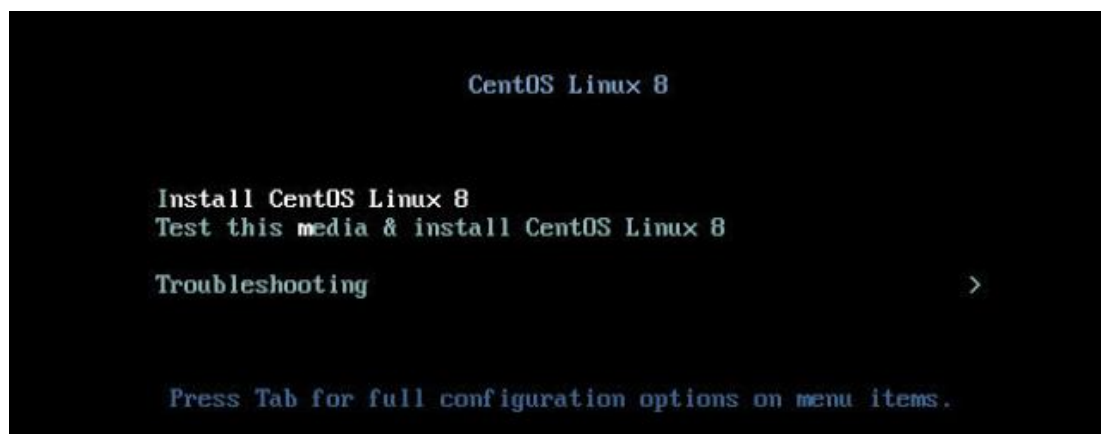 CentOS Linux 8
Install CentOS Linux 8
Test this media & install CentOS Linux 8
Troubleshooting >
Press Tab for full configuration options on menu items.